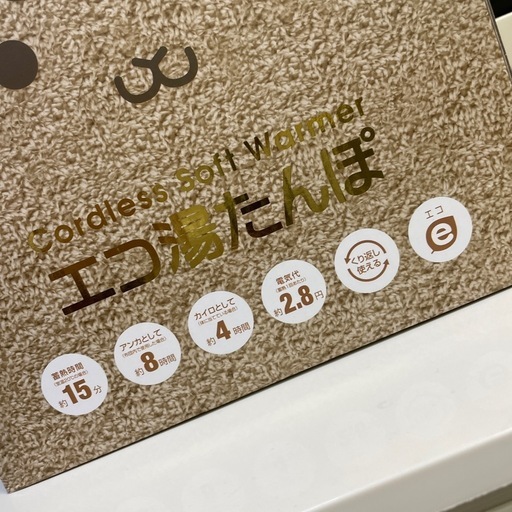 Cordless Soft Warmer
エコ湯たんぽ
蓄熱時間
約15分
アンカとして
約8時間
カイロとして
約4時間
電気代
約2.8円
くり返し
使える
エコ
e